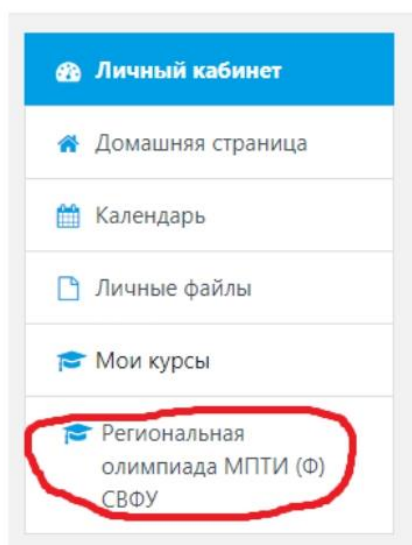 Личный кабинет
Домашняя страница
Календарь
Личные файлы
Мои курсы
Региональная
олимпиада МПТИ (Ф)
СВФУ